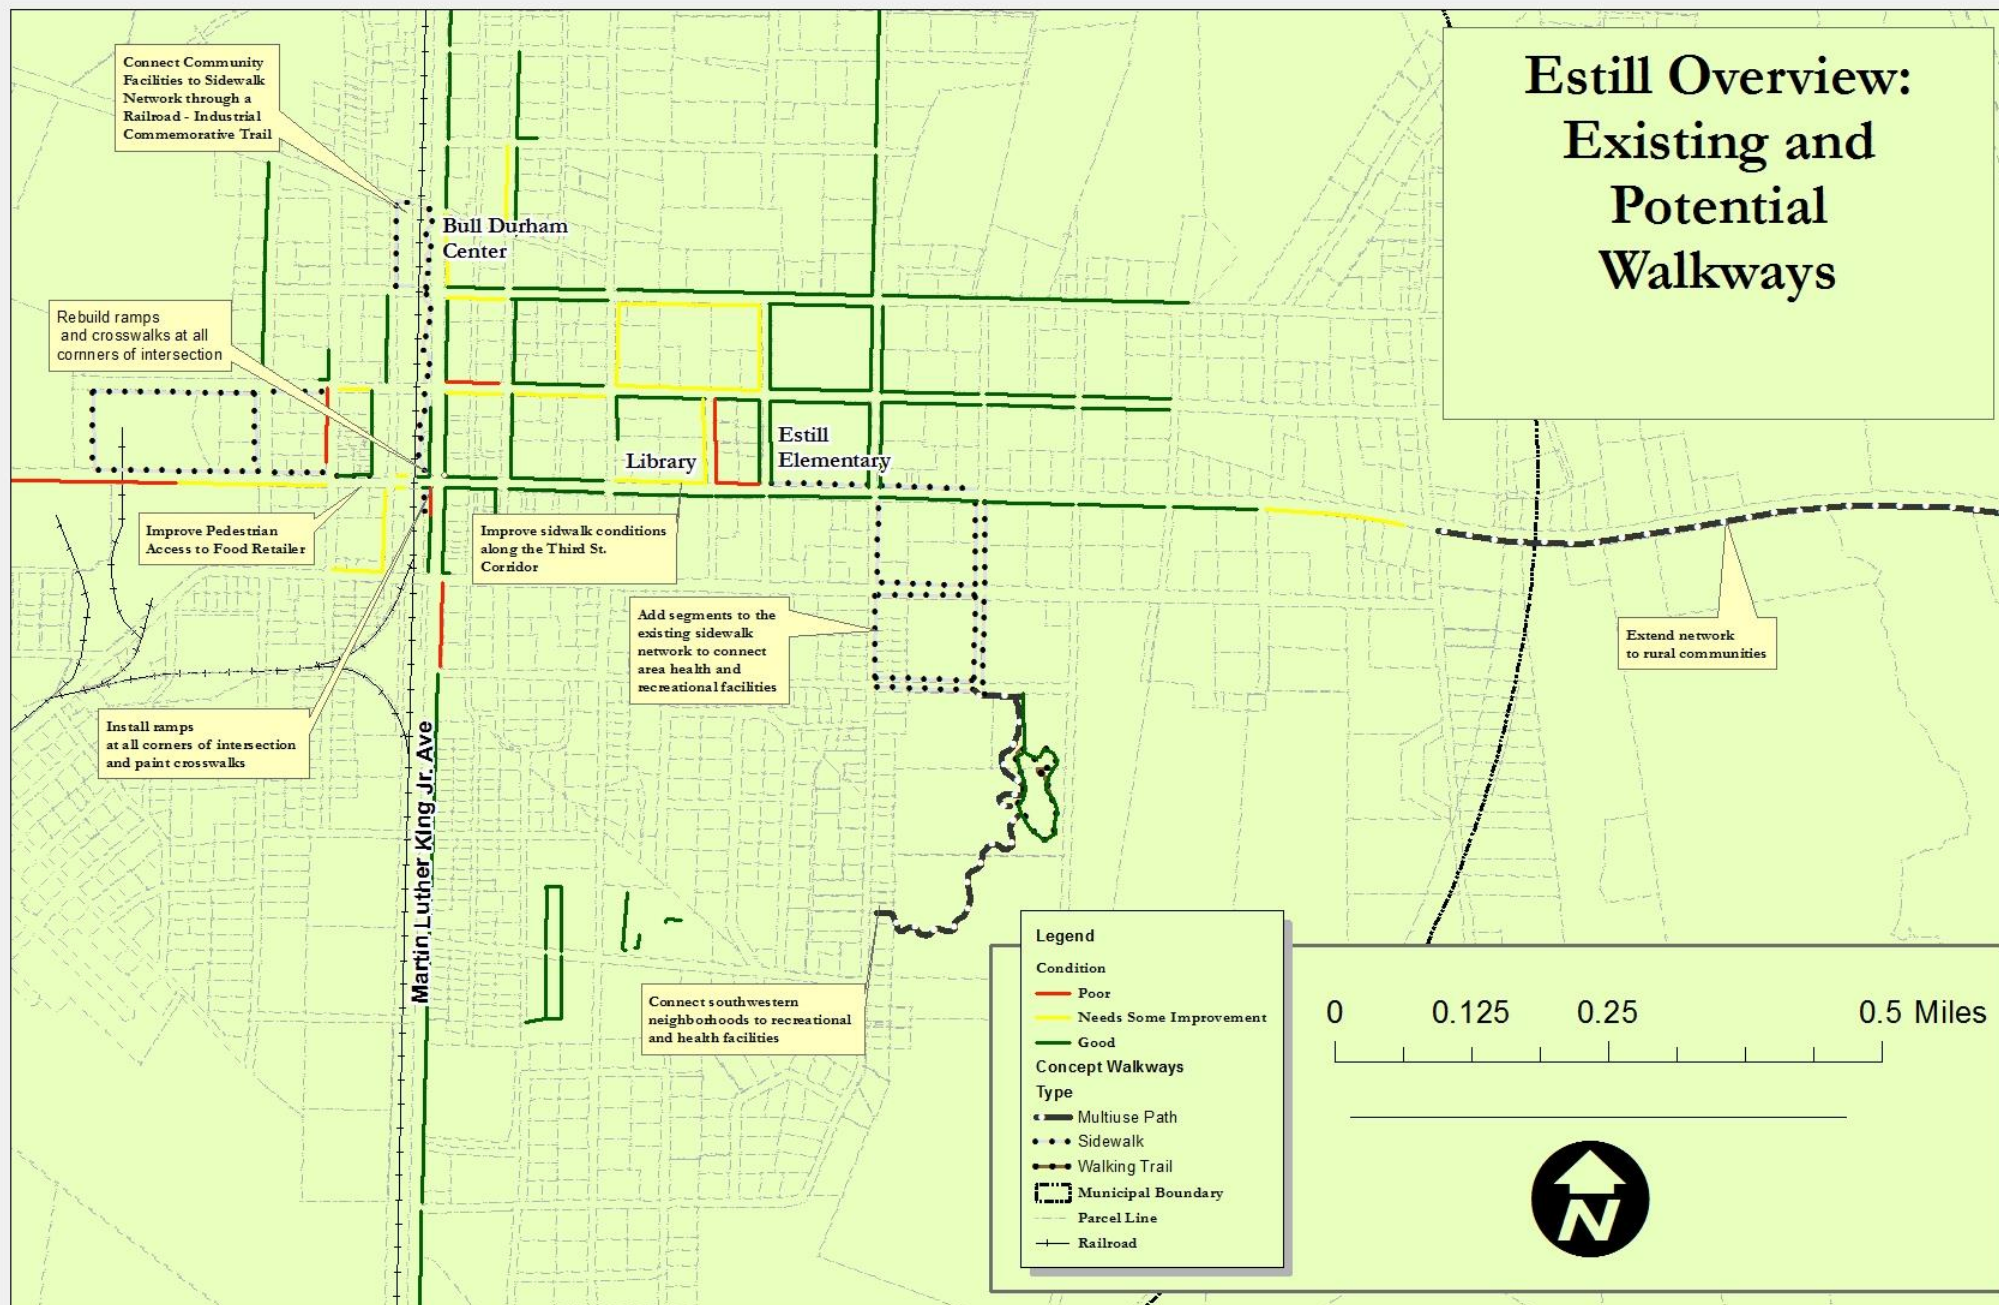 Estill Overview:
Existing and
Potential
Walkways
Connect Community
Facilities to Sidewalk
Network through a
Railroad - Industrial
Commemorative Trail
Bull Durham
Center
Rebuild ramps
and crosswalks at all
cornners of intersection
Estill
Elementary
Library
Improve Pedestrian
Access to Food Retailer
Improve sidwalk conditions
along the Third St.
Corridor
Add segments to the
existing sidewalk
network to connect
area health and
recreational facilities
Extend network
to rural communities
Install ramps
at all corners of intersection
and paint crosswalks
Martin Luther King Jr. Ave
Connect southwestern
neighborhoods to recreational
and health facilities
Legend
Condition
Poor
Needs Some Improvement
Good
Concept Walkways
Type
Multiuse Path
Sidewalk
Walking Trail
Municipal Boundary
Parcel Line
Railroad
0 0.125 0.25 0.5 Miles
N